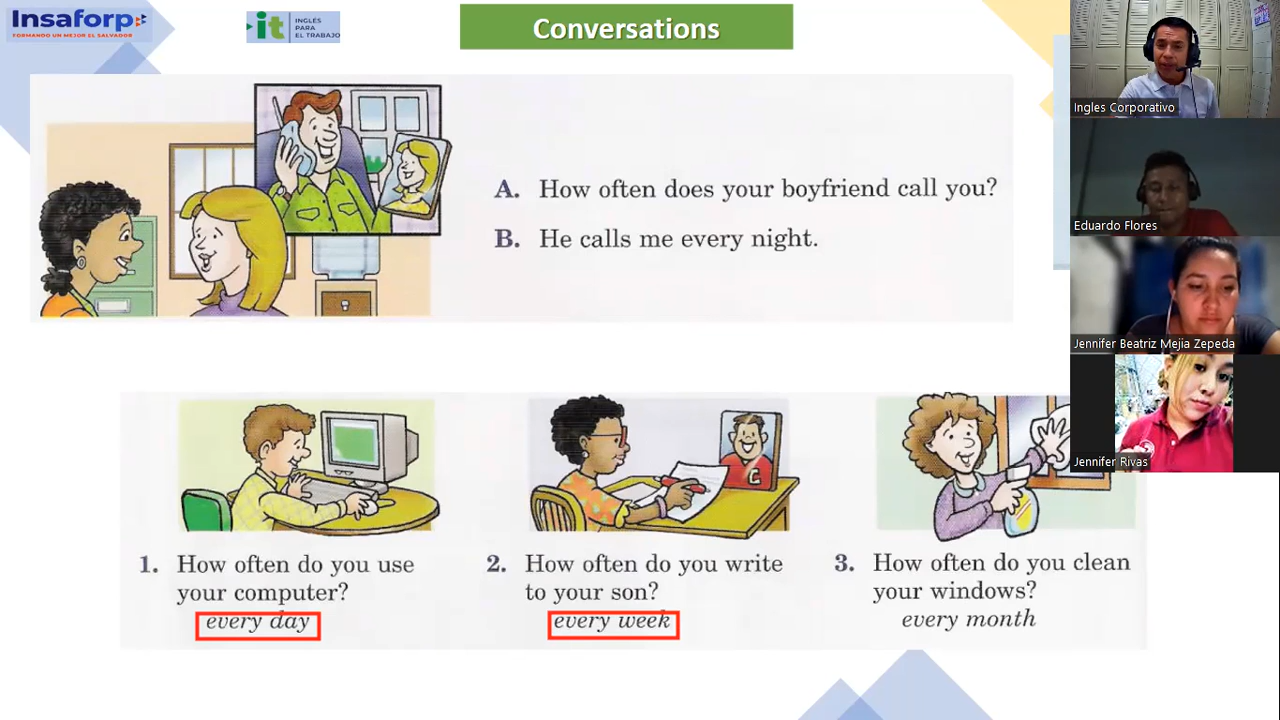 Insaforp
FORMANDO UN MEJOR EL SALVADOR
it
INGLÉS
PARA
EL TRABAJO
Conversations
A. How often does your boyfriend call you?
B. He calls me every night.
C
1. How often do you use
your computer?
every day
2. How often do you write
to your son?
every week
3. How often do you clean
your windows?
every month
Ingles Corporativo
Eduardo Flores
Jennifer Beatriz Mejia Zepeda
Jennifer Rivas